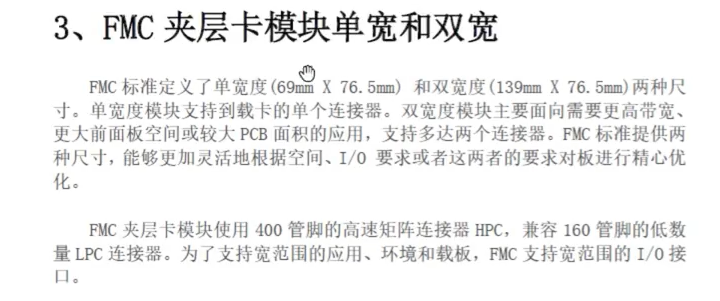 3、FMC 夹层卡模块单宽和双宽
FMC 标准定义了单宽度(69mm X 76.5mm) 和双宽度(139mm X 76.5mm)两种尺
寸。单宽度模块支持到载卡的单个连接器。双宽度模块主要面向需要更高带宽、
更大前面板空间或较大 PCB 面积的应用，支持多达两个连接器。FMC 标准提供两
种尺寸，能够更加灵活地根据空间、I/O 要求或者这两者的要求对板进行精心优
化。
FMC 夹层卡模块使用 400 管脚的高速矩阵连接器 HPC，兼容 160 管脚的低数
量 LPC 连接器。为了支持宽范围的应用、环境和载板，FMC 支持宽范围的 I/O 接
口。